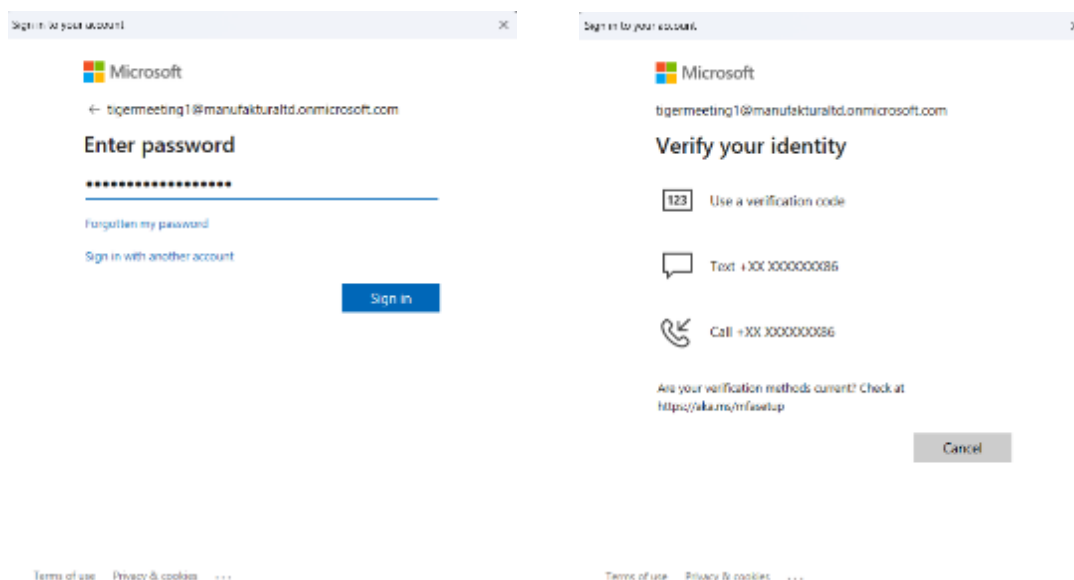 Sign in to your account
Microsoft
← tigermeeting1@manufakturaltd.onmicrosoft.com
Enter password
••••••••••••••••••
Forgotten my password
Sign in with another account
Sign in
Terms of use Privacy & cookies ...
Sign in to your account
Microsoft
tigermeeting1@manufakturaltd.onmicrosoft.com
Verify your identity
123 Use a verification code
Text +XX XXXXXXXX86
Call +XX XXXXXXXX86
Are your verification methods current? Check at
https://aka.ms/mfasetup
Cancel
Terms of use Privacy & cookies ...